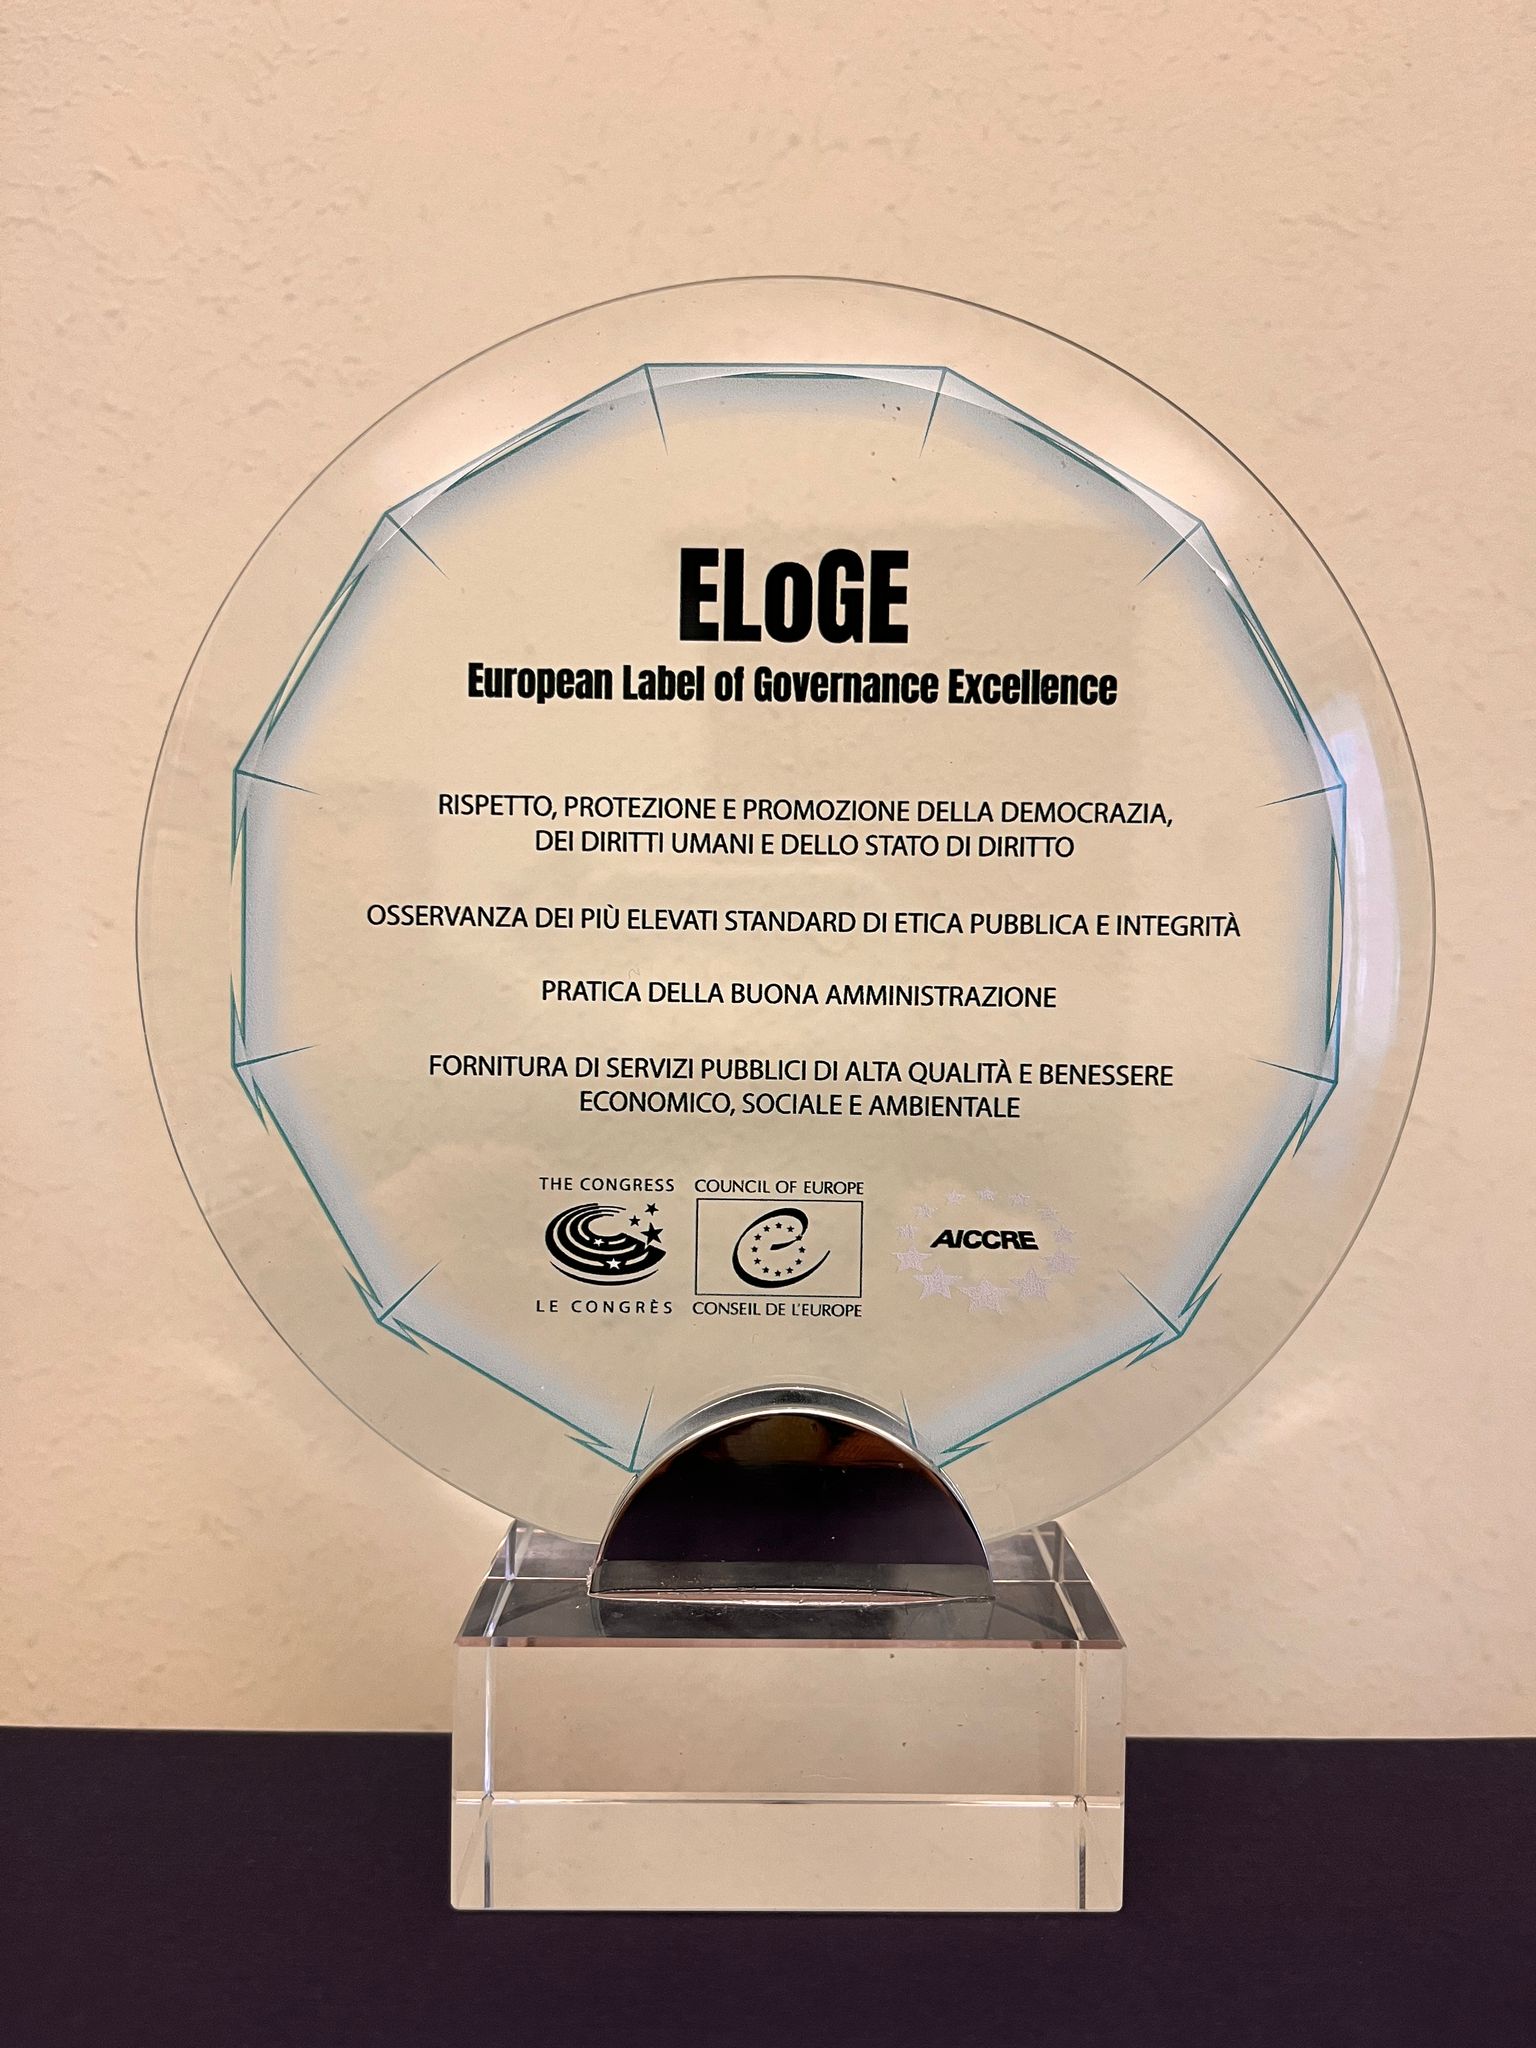 ELoGE
European Label of Governance Excellence
RISPETTO, PROTEZIONE E PROMOZIONE DELLA DEMOCRAZIA,
DEI DIRITTI UMANI E DELLO STATO DI DIRITTO
OSSERVANZA DEI PIÙ ELEVATI STANDARD DI ETICA PUBBLICA E INTEGRITÀ
PRATICA DELLA BUONA AMMINISTRAZIONE
FORNITURA DI SERVIZI PUBBLICI DI ALTA QUALITÀ E BENESSERE
ECONOMICO, SOCIALE E AMBIENTALE
THE CONGRESS
LE CONGRÈS
COUNCIL OF EUROPE
CONSEIL DE L'EUROPE
AICCRE